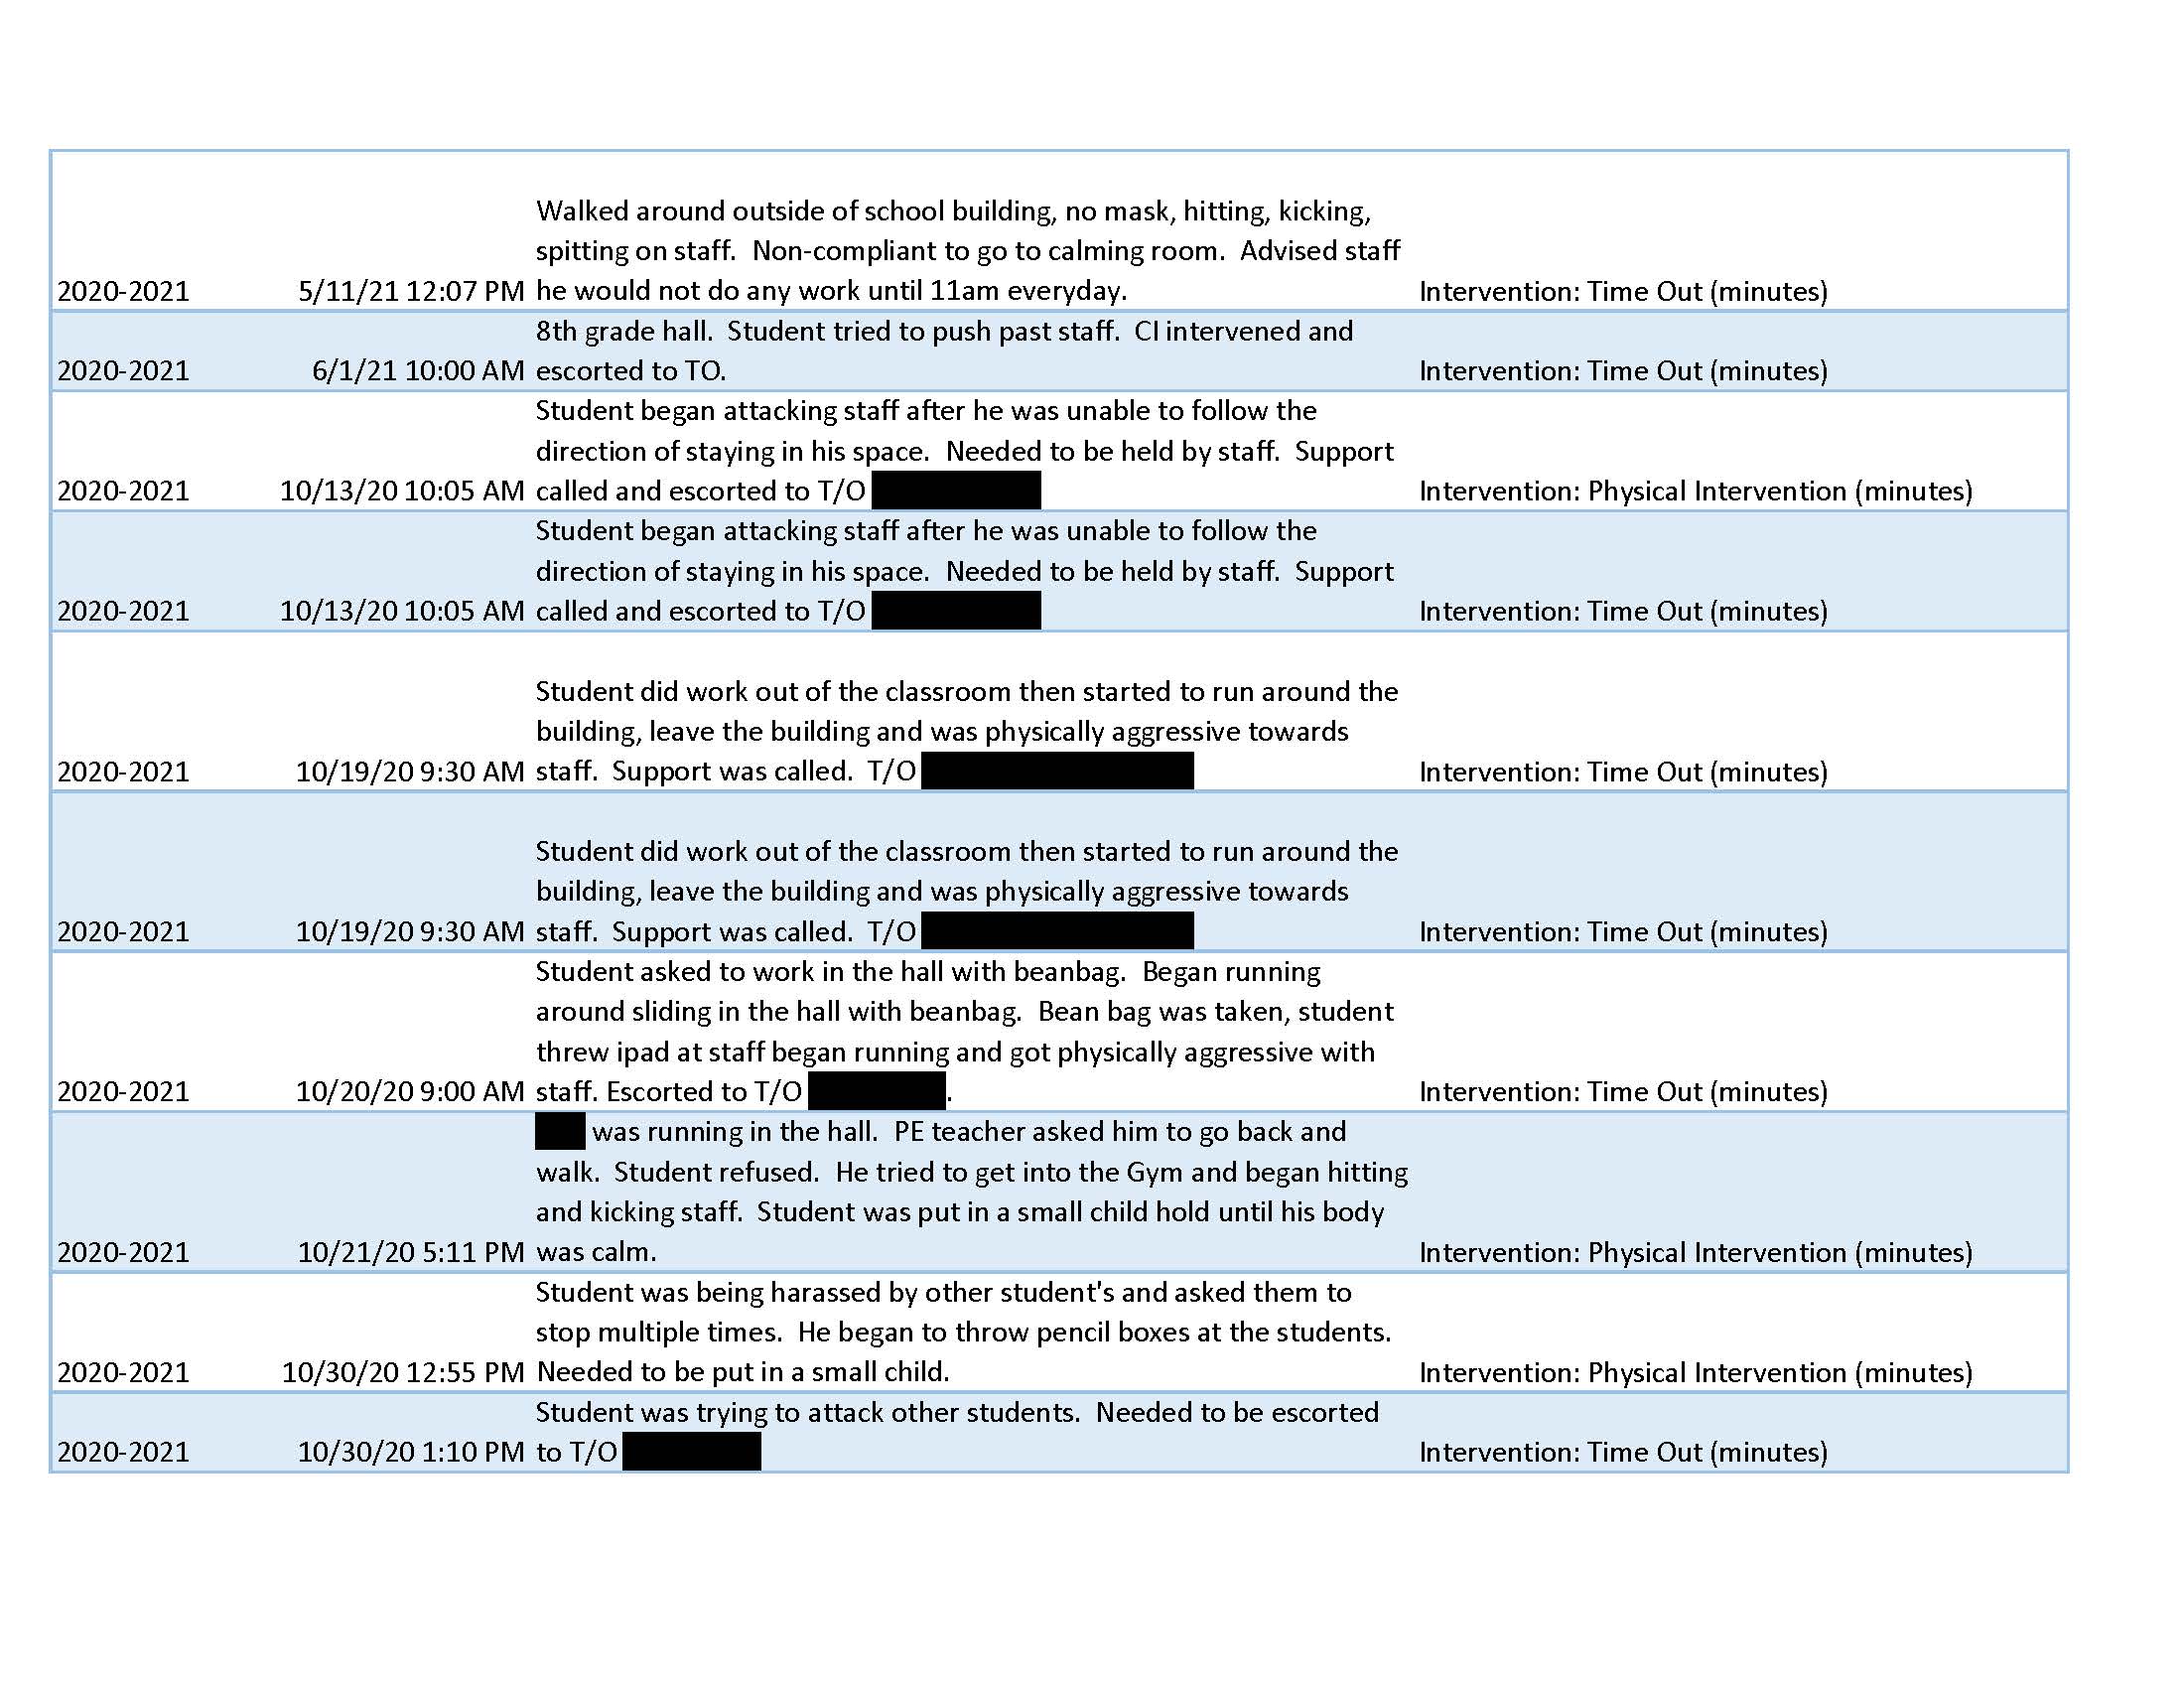 Walked around outside of school building, no mask, hitting, kicking,
spitting on staff.  Non-compliant to go to calming room.  Advised staff
2020-2021 5/11/21 12:07 PM he would not do any work until 11am everyday. Intervention: Time Out (minutes)
8th grade hall.  Student tried to push past staff.  CI intervened and
2020-2021 6/1/21 10:00 AM escorted to TO. Intervention: Time Out (minutes)
Student began attacking staff after he was unable to follow the
direction of staying in his space.  Needed to be held by staff.  Support
2020-2021 10/13/20 10:05 AM called and escorted to T/O Intervention: Physical Intervention (minutes)
Student began attacking staff after he was unable to follow the
direction of staying in his space.  Needed to be held by staff.  Support
2020-2021 10/13/20 10:05 AM called and escorted to T/O Intervention: Time Out (minutes)
Student did work out of the classroom then started to run around the
building, leave the building and was physically aggressive towards
2020-2021 10/19/20 9:30 AM staff.  Support was called.  T/O Intervention: Time Out (minutes)
Student did work out of the classroom then started to run around the
building, leave the building and was physically aggressive towards
2020-2021 10/19/20 9:30 AM staff.  Support was called.  T/O Intervention: Time Out (minutes)
Student asked to work in the hall with beanbag.  Began running
around sliding in the hall with beanbag.  Bean bag was taken, student
threw ipad at staff began running and got physically aggressive with
2020-2021 10/20/20 9:00 AM staff. Escorted to T/O . Intervention: Time Out (minutes)
was running in the hall.  PE teacher asked him to go back and
walk.  Student refused.  He tried to get into the Gym and began hitting
and kicking staff.  Student was put in a small child hold until his body
2020-2021 10/21/20 5:11 PM was calm. Intervention: Physical Intervention (minutes)
Student was being harassed by other student's and asked them to
stop multiple times.  He began to throw pencil boxes at the students.
2020-2021 10/30/20 12:55 PM Needed to be put in a small child. Intervention: Physical Intervention (minutes)
Student was trying to attack other students.  Needed to be escorted
2020-2021 10/30/20 1:10 PM to T/O Intervention: Time Out (minutes)